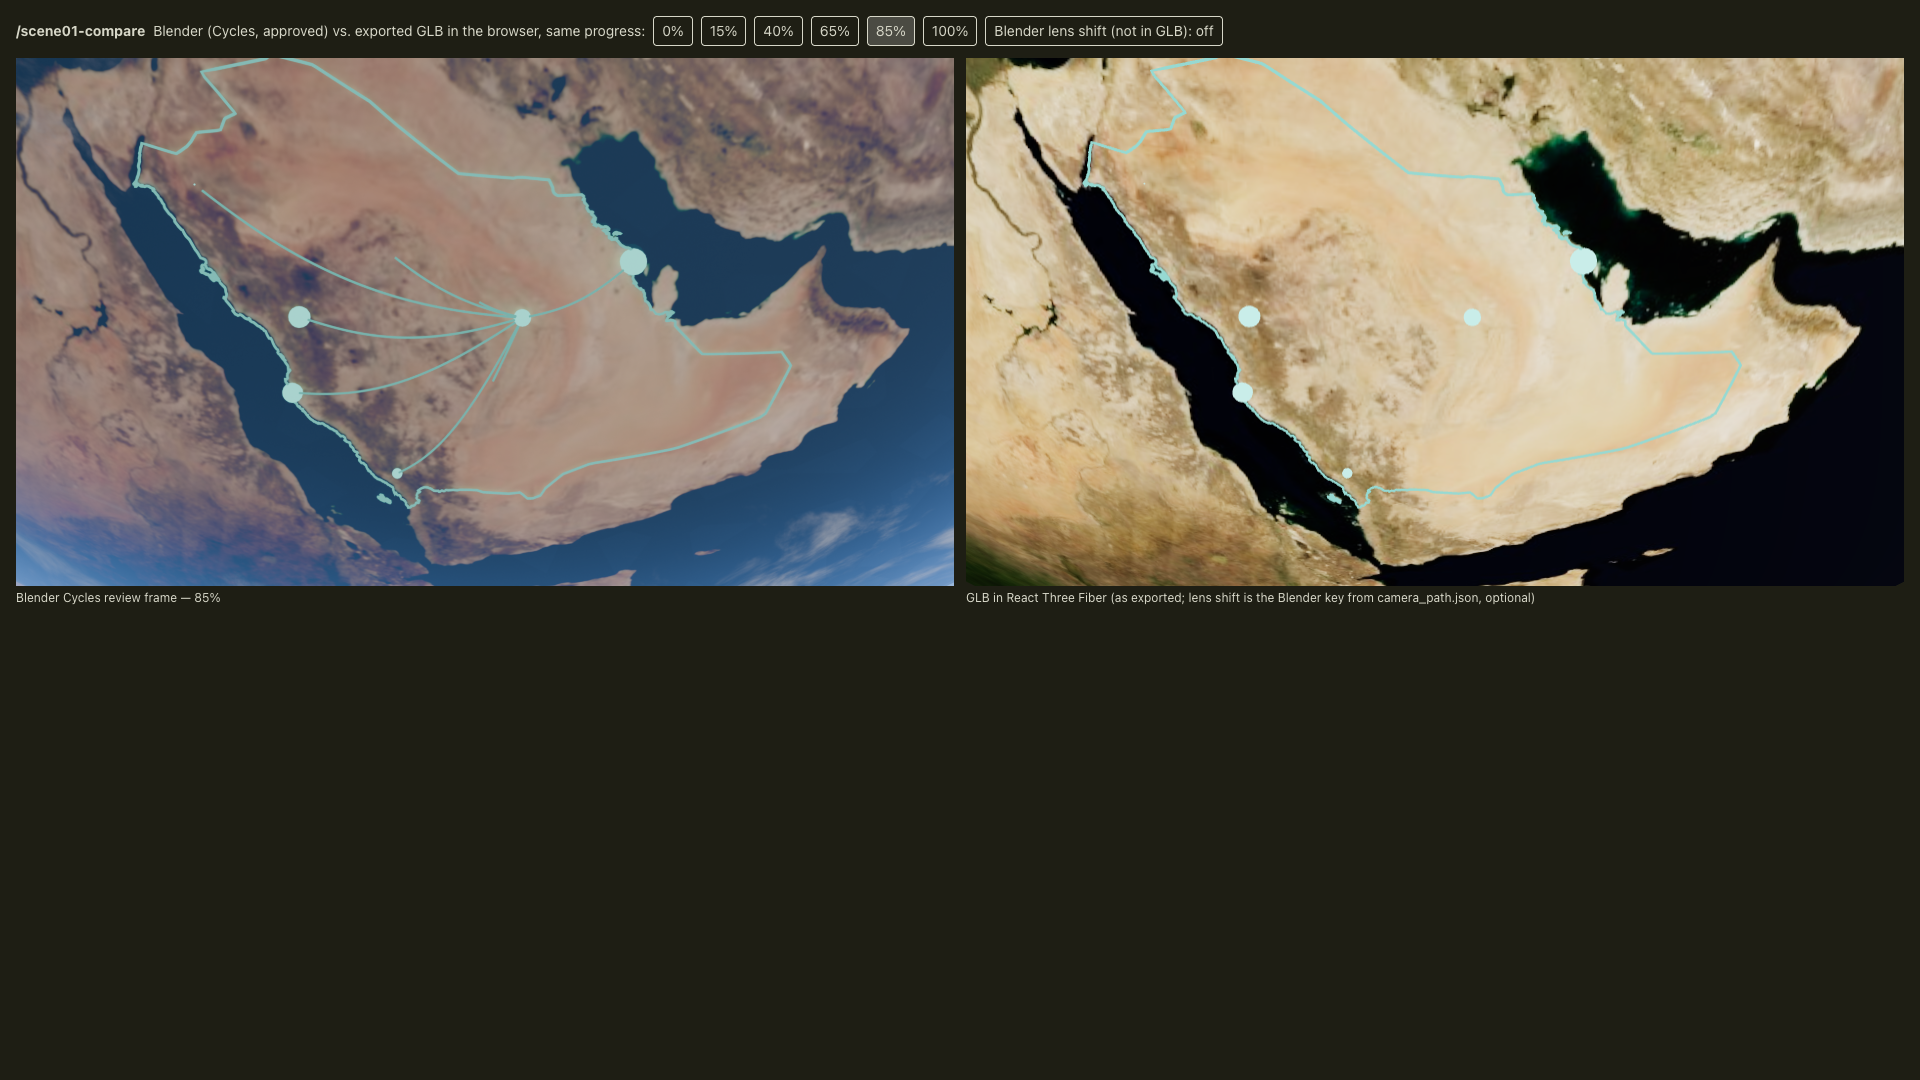 /scene01-compare Blender (Cycles, approved) vs. exported GLB in the browser, same progress: 0% 15% 40% 65% 85% 100% Blender lens shift (not in GLB): off
Blender Cycles review frame — 85%
GLB in React Three Fiber (as exported; lens shift is the Blender key from camera_path.json, optional)